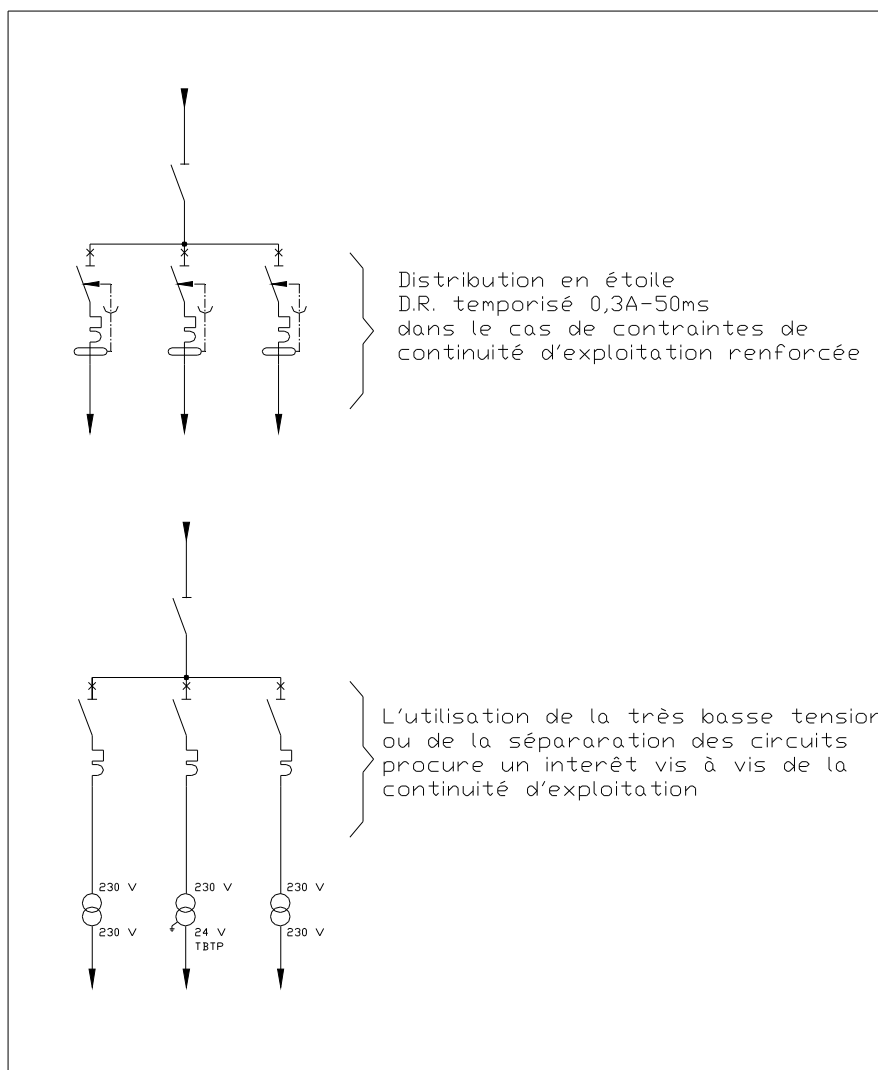 Distribution en étoile
D.R. temporisé 0,3A-50ms
dans le cas de contraintes de
continuité d'exploitation renforcée
L'utilisation de la très basse tension
ou de la sépararation des circuits
procure un interêt vis à vis de la
continuité d'exploitation
230 V
230 V
230 V
230 V
24 V
230 V
TBTP